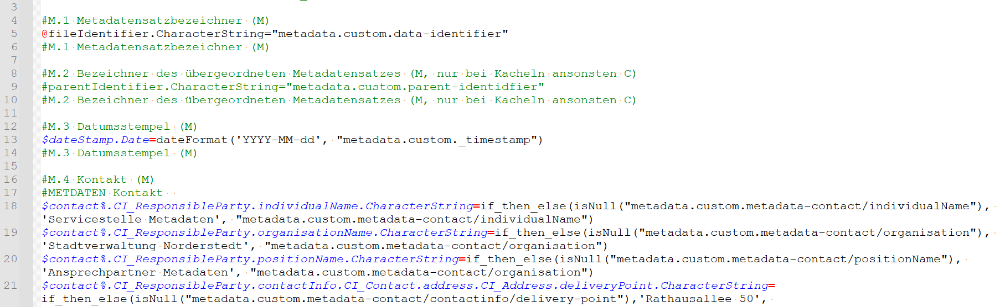 3
4 #M.1 Metadatensatzbezeichner (M)
5 @fileIdentifier.CharacterString="metadata.custom.data-identifier"
6 #M.1 Metadatensatzbezeichner (M)
7
8 #M.2 Bezeichner des übergeordneten Metadatensatzes (M, nur bei Kacheln ansonsten C)
9 #parentIdentifier.CharacterString="metadata.custom.parent-identidfier"
10 #M.2 Bezeichner des übergeordneten Metadatensatzes (M, nur bei Kacheln ansonsten C)
11
12 #M.3 Datumsstempel (M)
13 $dateStamp.Date=dateFormat('YYYY-MM-dd', "metadata.custom._timestamp")
14 #M.3 Datumsstempel (M)
15
16 #M.4 Kontakt (M)
17 #METDATEN Kontakt
18 $contact%.CI_ResponsibleParty.individualName.CharacterString=if_then_else(isNull("metadata.custom.metadata-contact/individualName"),
'Servicestelle Metadaten', "metadata.custom.metadata-contact/individualName")
19 $contact%.CI_ResponsibleParty.organisationName.CharacterString=if_then_else(isNull("metadata.custom.metadata-contact/organisation"),
'Stadtverwaltung Norderstedt', "metadata.custom.metadata-contact/organisation")
20 $contact%.CI_ResponsibleParty.positionName.CharacterString=if_then_else(isNull("metadata.custom.metadata-contact/positionName"),
'Ansprechpartner Metadaten', "metadata.custom.metadata-contact/organisation")
21 $contact%.CI_ResponsibleParty.contactInfo.CI_Contact.address.CI_Address.deliveryPoint.CharacterString=
if_then_else(isNull("metadata.custom.metadata-contact/contactinfo/delivery-point"),'Rathausallee 50',